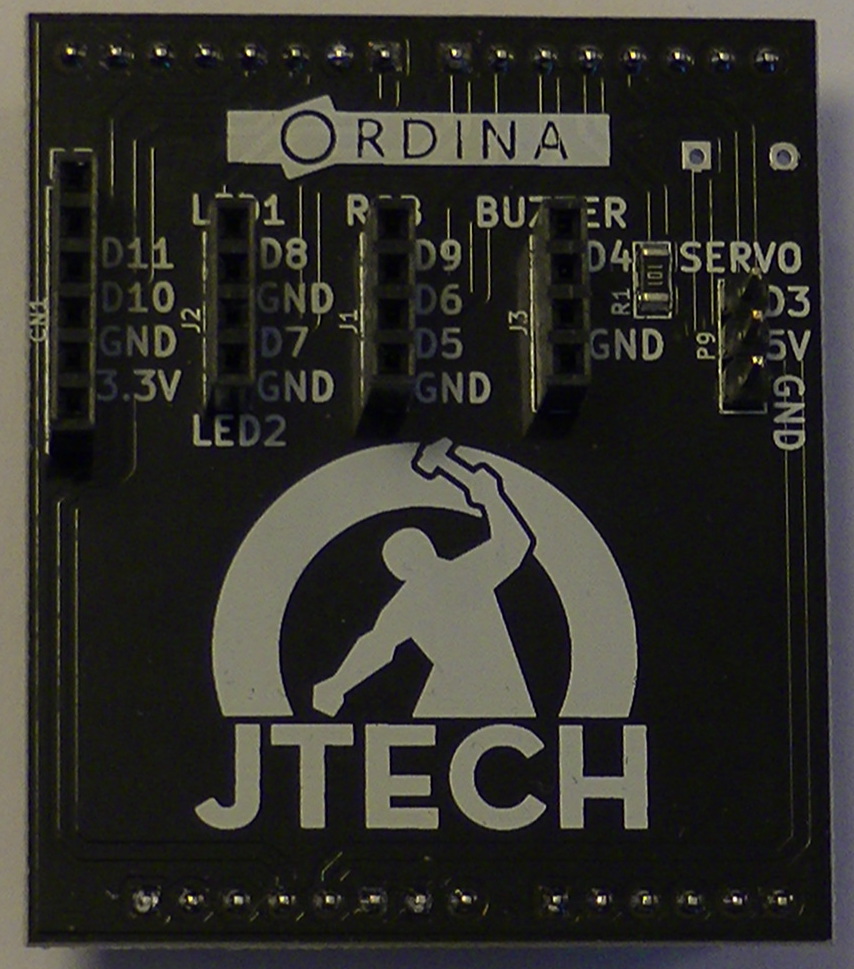 ORDINA
LED1
RGB
BUZZER
D11
D8
D9
D4
SERVO
D10
GND
D6
R1
101
D3
CN1
J2
J1
J3
GND
D7
D5
GND
P9
5V
3.3V
GND
GND
GND
LED2
JTECH